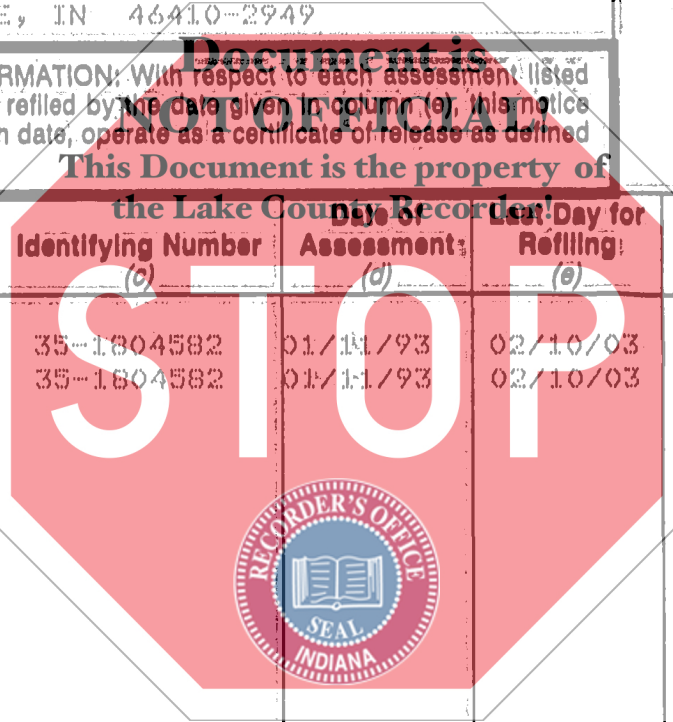 E, IN 46410-2949
Document is
RMATION: With respect to each assessment listed
refiled by the date given in column (e), this notice
NOT OFFICIAL!
n date, operate as a certificate of release as defined
This Document is the property of
the Lake County Recorder!
Identifying Number
(c)
Day of
Assessment
(d)
Last Day for
Refiling
(e)
35-1804582 01/11/93 02/10/03
35-1804582 01/11/93 02/10/03
STOP
RECORDER'S OFFICE
SEAL
INDIANA